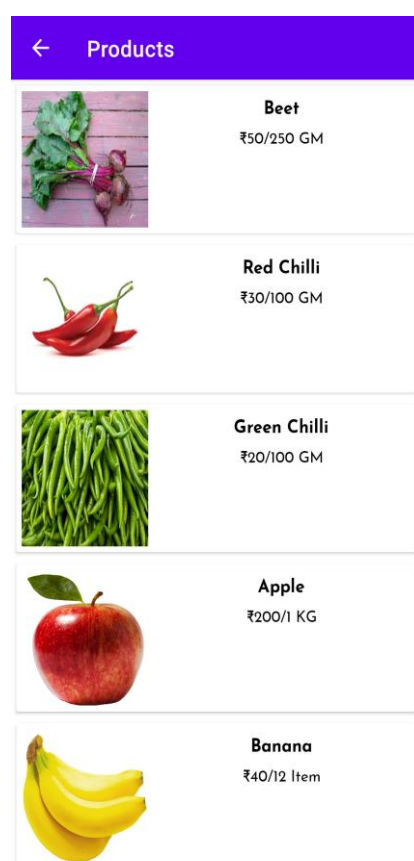 Products
Beet
₹50/250 GM
Red Chilli
₹30/100 GM
Green Chilli
₹20/100 GM
Apple
₹200/1 KG
Banana
₹40/12 Item